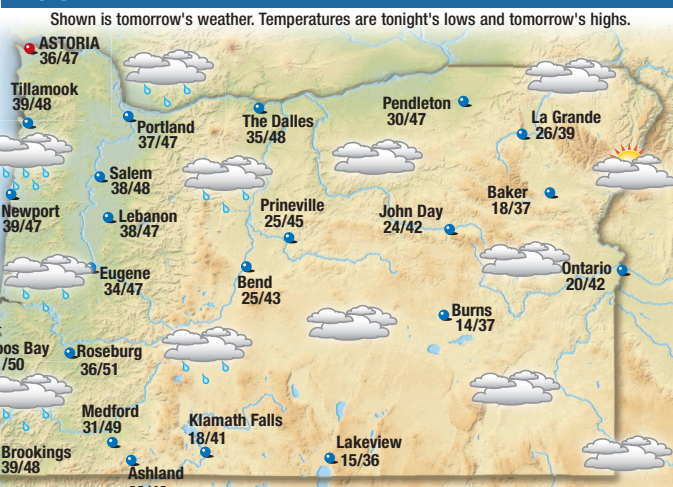 Shown is tomorrow's weather. Temperatures are tonight's lows and tomorrow's highs.
ASTORIA
36/47
Tillamook
39/48
Portland
37/47
The Dalles
35/48
Pendleton
30/47
La Grande
26/39
Salem
38/48
Newport
39/47
Lebanon
38/47
Prineville
25/45
John Day
24/42
Baker
18/37
Eugene
34/47
Bend
25/43
Ontario
20/42
Burns
14/37
Bay
/50
Roseburg
36/51
Medford
31/49
Klamath Falls
18/41
Brookings
39/48
Ashland
Lakeview
15/36